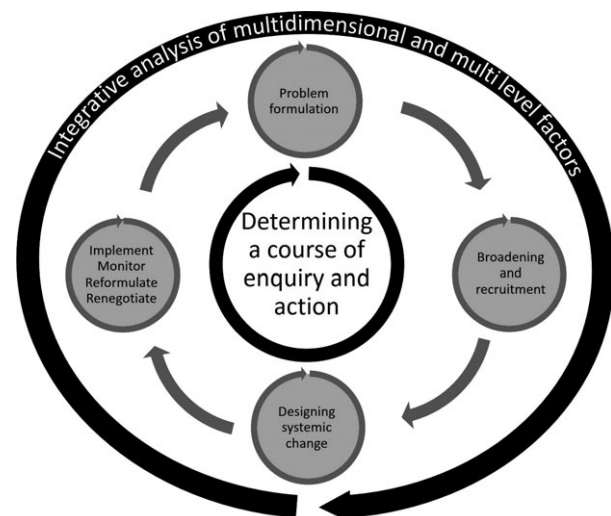 Integrative analysis of multidimensional and multi level factors
Problem
formulation
Broadening
and
recruitment
Designing
systemic
change
Implement
Monitor
Reformulate
Renegotiate
Determining
a course of
enquiry and
action